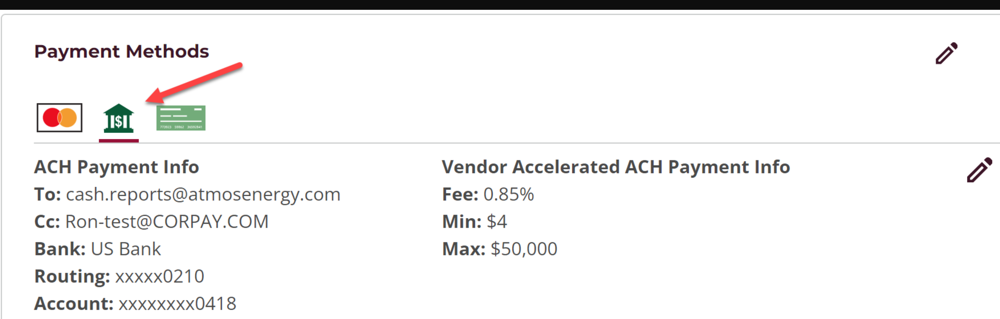 Payment Methods
$
773923 59862 36592841
ACH Payment Info
To: cash.reports@atmosenergy.com
Cc: Ron-test@CORPAY.COM
Bank: US Bank
Routing: xxxxx0210
Account: xxxxxxxx0418
Vendor Accelerated ACH Payment Info
Fee: 0.85%
Min: $4
Max: $50,000